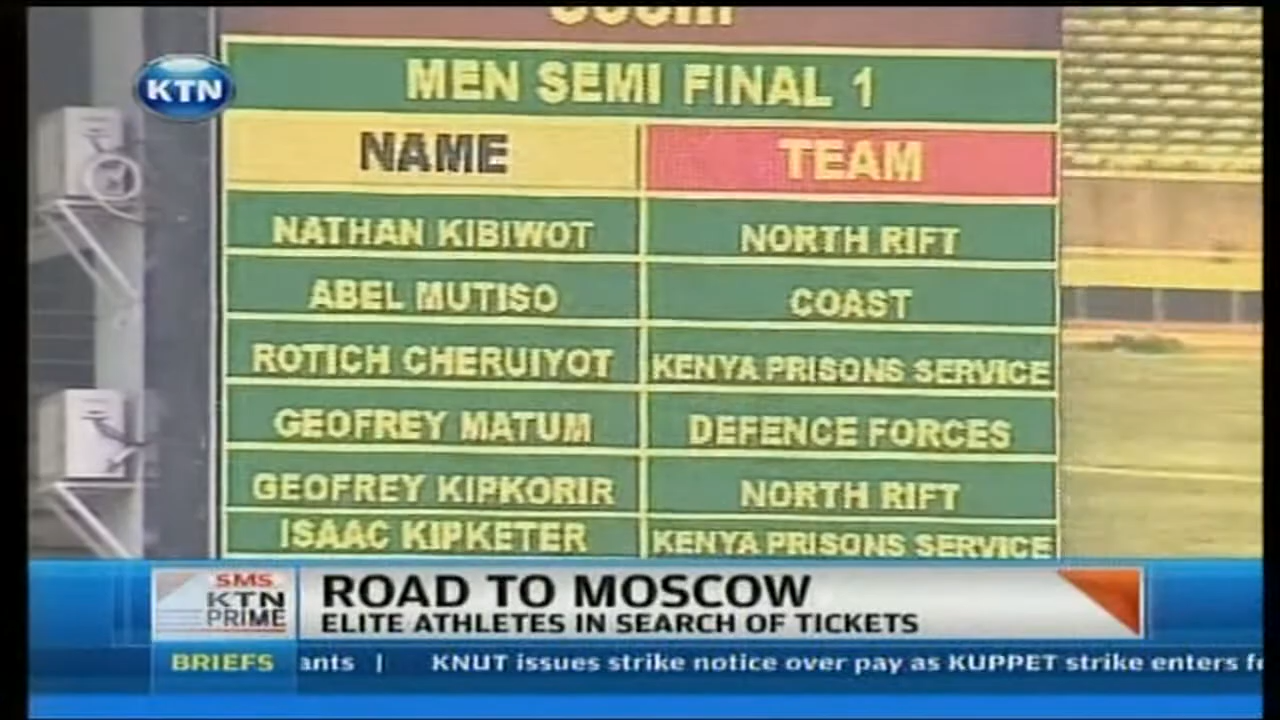 KTN
MEN SEMI FINAL 1
NAME TEAM
NATHAN KIBIWOT NORTH RIFT
ABEL MUTISO COAST
ROTICH CHERUIYOT KENYA PRISONS SERVICE
GEOFREY MATUM DEFENCE FORCES
GEOFREY KIPKORIR NORTH RIFT
ISAAC KIPKETER KENYA PRISONS SERVICE
SMS
KTN
PRIME
ROAD TO MOSCOW
ELITE ATHLETES IN SEARCH OF TICKETS
BRIEFS ants | KNUT issues strike notice over pay as KUPPET strike enters